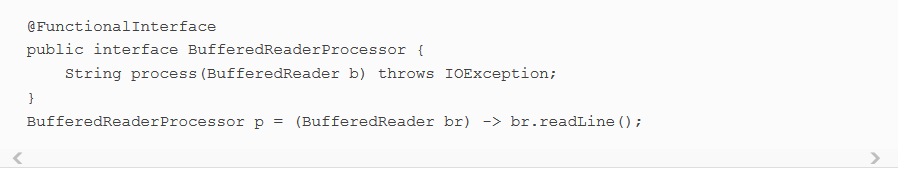 @FunctionalInterface
public interface BufferedReaderProcessor {
    String process(BufferedReader b) throws IOException;
}
BufferedReaderProcessor p = (BufferedReader br) -> br.readLine();